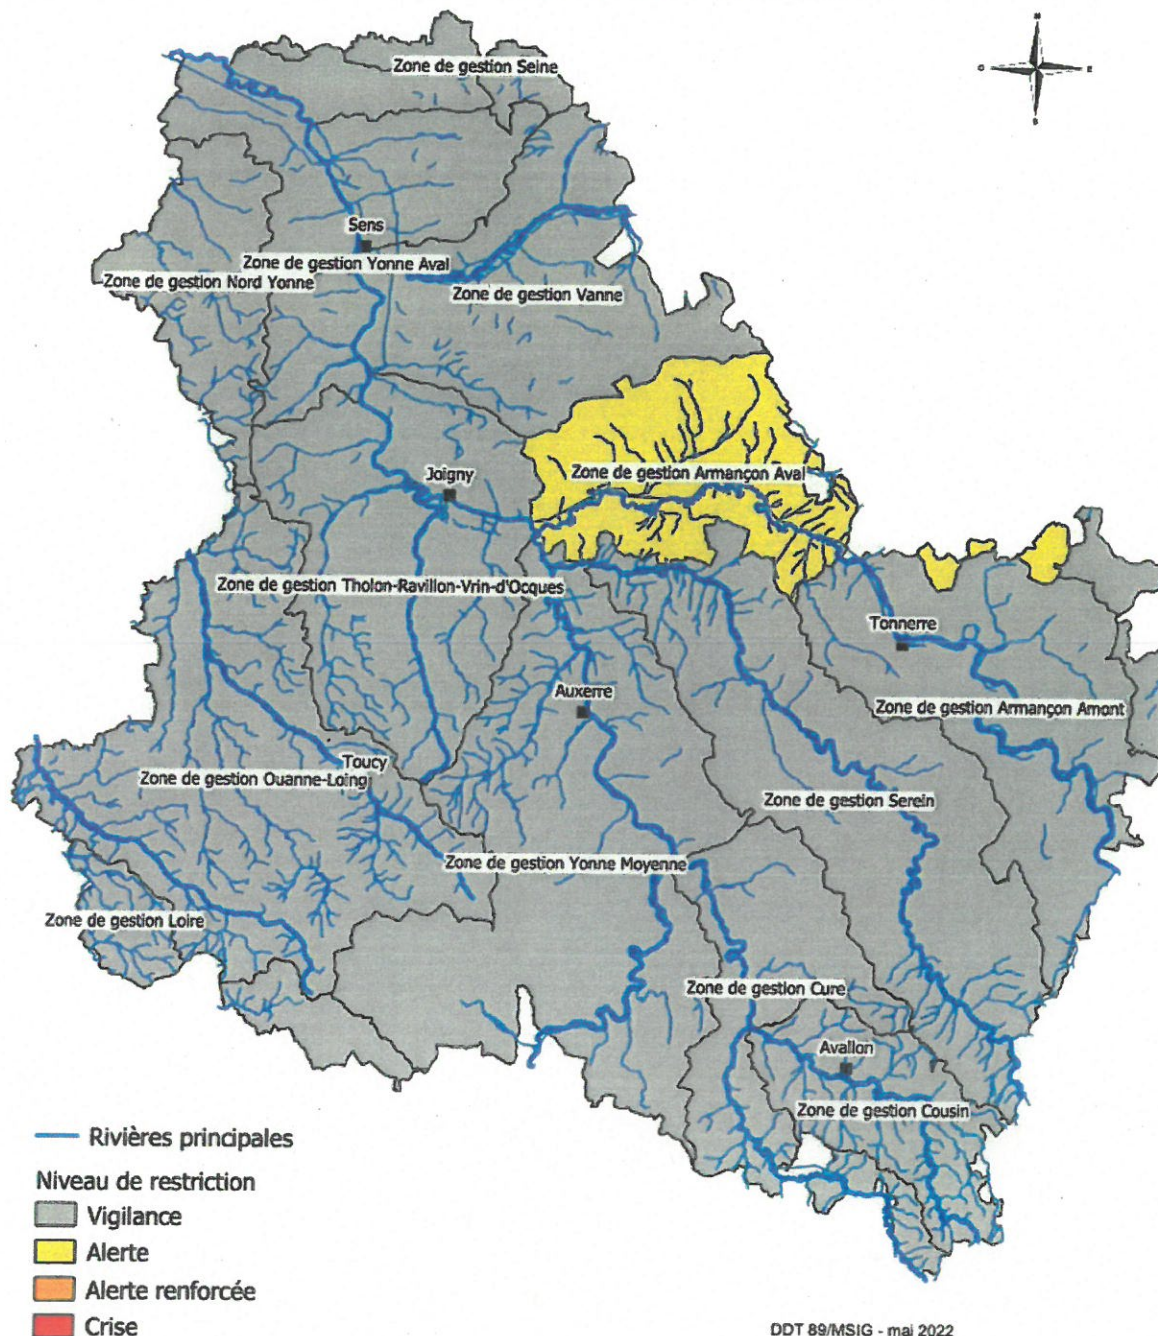 N
O
E
S
Zone de gestion Seine
Sens
Zone de gestion Yonne Aval
Zone de gestion Nord Yonne
Zone de gestion Vanne
Zone de gestion Armançon Aval
Joigny
Zone de gestion Tholon-Ravillon-Vrin-d'Ocques
Tonnerre
Auxerre
Zone de gestion Armançon Amont
Toucy
Zone de gestion Ouanne-Loing
Zone de gestion Serein
Zone de gestion Yonne Moyenne
Zone de gestion Loire
Zone de gestion Cure
Avallon
Zone de gestion Cousin
Rivières principales
Niveau de restriction
Vigilance
Alerte
Alerte renforcée
Crise
DDT 89/MSIG - mai 2022